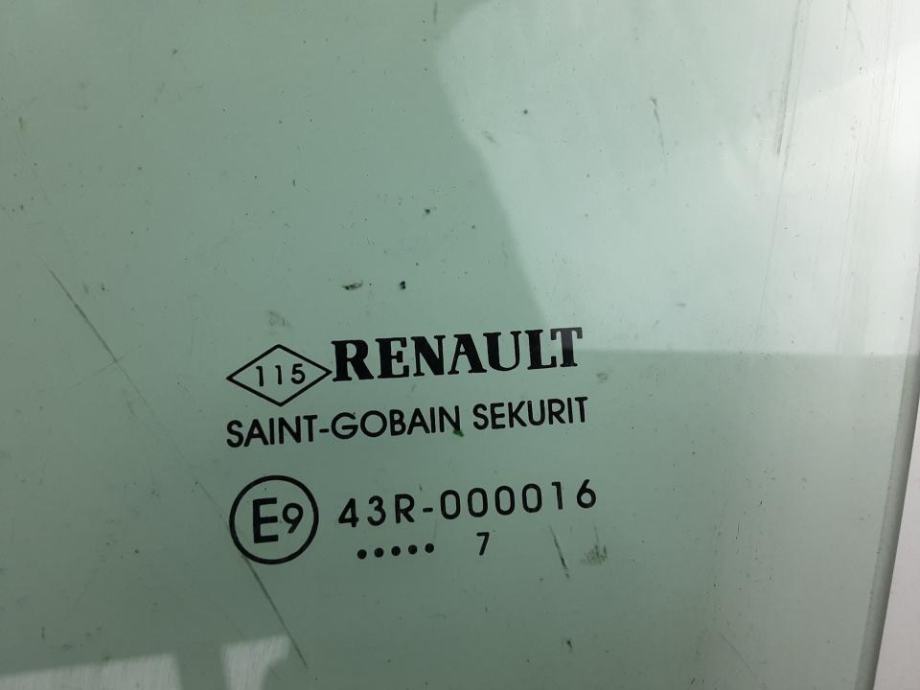 115 RENAULT
SAINT-GOBAIN SEKURIT
E9 43R-000016
••••• 7